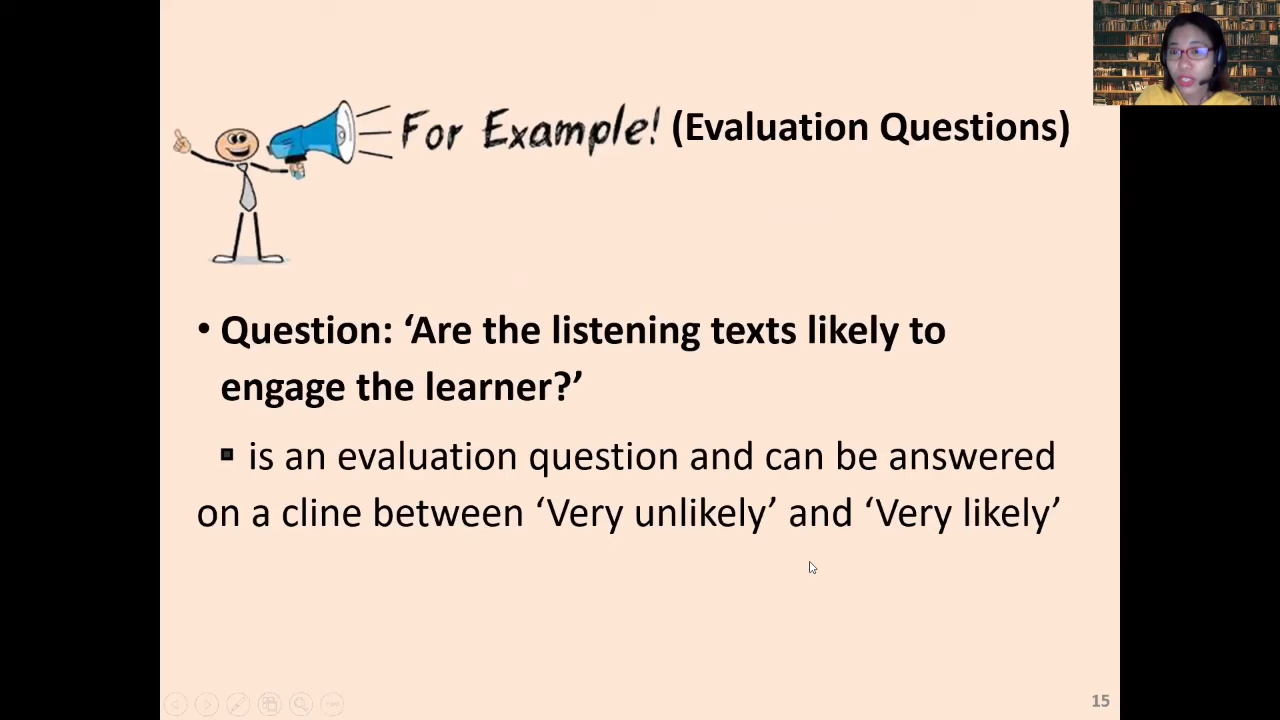 For Example! (Evaluation Questions)
• Question: ‘Are the listening texts likely to
engage the learner?’
▪ is an evaluation question and can be answered
on a cline between ‘Very unlikely’ and ‘Very likely’
15